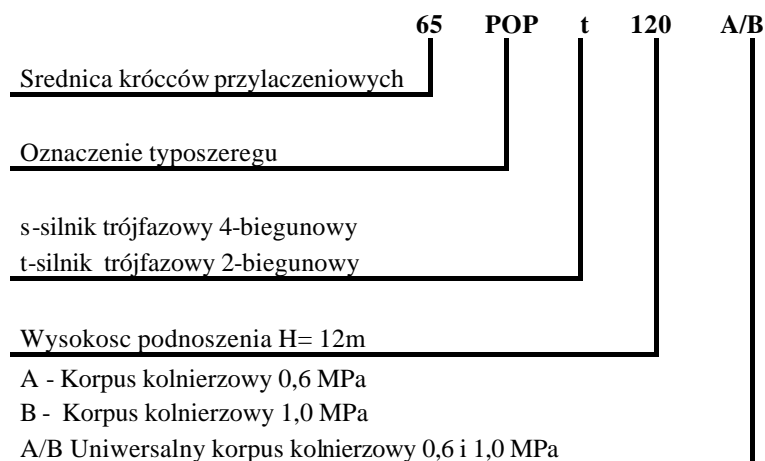 65 POP t 120 A/B
Srednica krócców przylaczeniowych
Oznaczenie typoszeregu
s-silnik trójfazowy 4-biegunowy
t-silnik trójfazowy 2-biegunowy
Wysokosc podnoszenia H= 12m
A - Korpus kolnierzowy 0,6 MPa
B - Korpus kolnierzowy 1,0 MPa
A/B Uniwersalny korpus kolnierzowy 0,6 i 1,0 MPa